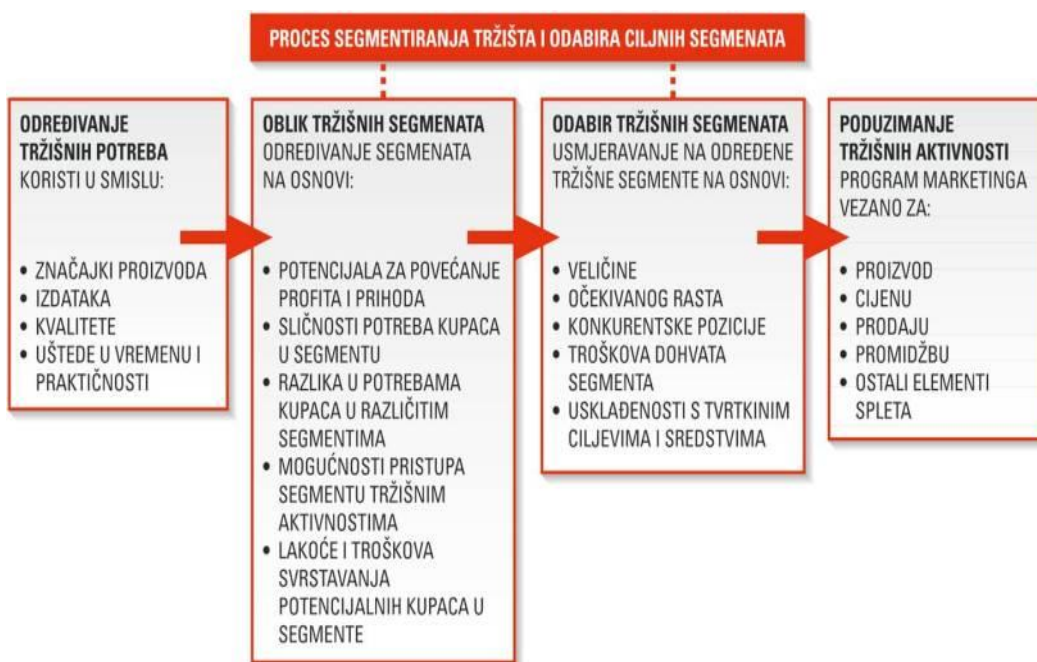 PROCES SEGMENTIRANJA TRŽIŠTA I ODABIRA CILJNIH SEGMENATA
ODREĐIVANJE
TRŽIŠNIH POTREBA
KORISTI U SMISLU:
• ZNAČAJKI PROIZVODA
• IZDATAKA
• KVALITETE
• UŠTEDE U VREMENU I
PRAKTIČNOSTI
OBLIK TRŽIŠNIH SEGMENATA
ODREĐIVANJE SEGMENATA
NA OSNOVI:
• POTENCIJALA ZA POVEĆANJE
PROFITA I PRIHODA
• SLIČNOSTI POTREBA KUPACA
U SEGMENTU
• RAZLIKA U POTREBAMA
KUPACA U RAZLIČITIM
SEGMENTIMA
• MOGUĆNOSTI PRISTUPA
SEGMENTU TRŽIŠNIM
AKTIVNOSTIMA
• LAKOĆE I TROŠKOVA
SVRSTAVANJA
POTENCIJALNIH KUPACA U
SEGMENTE
ODABIR TRŽIŠNIH SEGMENATA
USMJERAVANJE NA ODREĐENE
TRŽIŠNE SEGMENTE NA OSNOVI:
• VELIČINE
• OČEKIVANOG RASTA
• KONKURENTSKE POZICIJE
• TROŠKOVA DOHVATA
SEGMENTA
• USKLAĐENOSTI S TVRTKINIM
CILJEVIMA I SREDSTVIMA
PODUZIMANJE
TRŽIŠNIH AKTIVNOSTI
PROGRAM MARKETINGA
VEZANO ZA:
• PROIZVOD
• CIJENU
• PRODAJU
• PROMIDŽBU
• OSTALI ELEMENTI
SPLETA